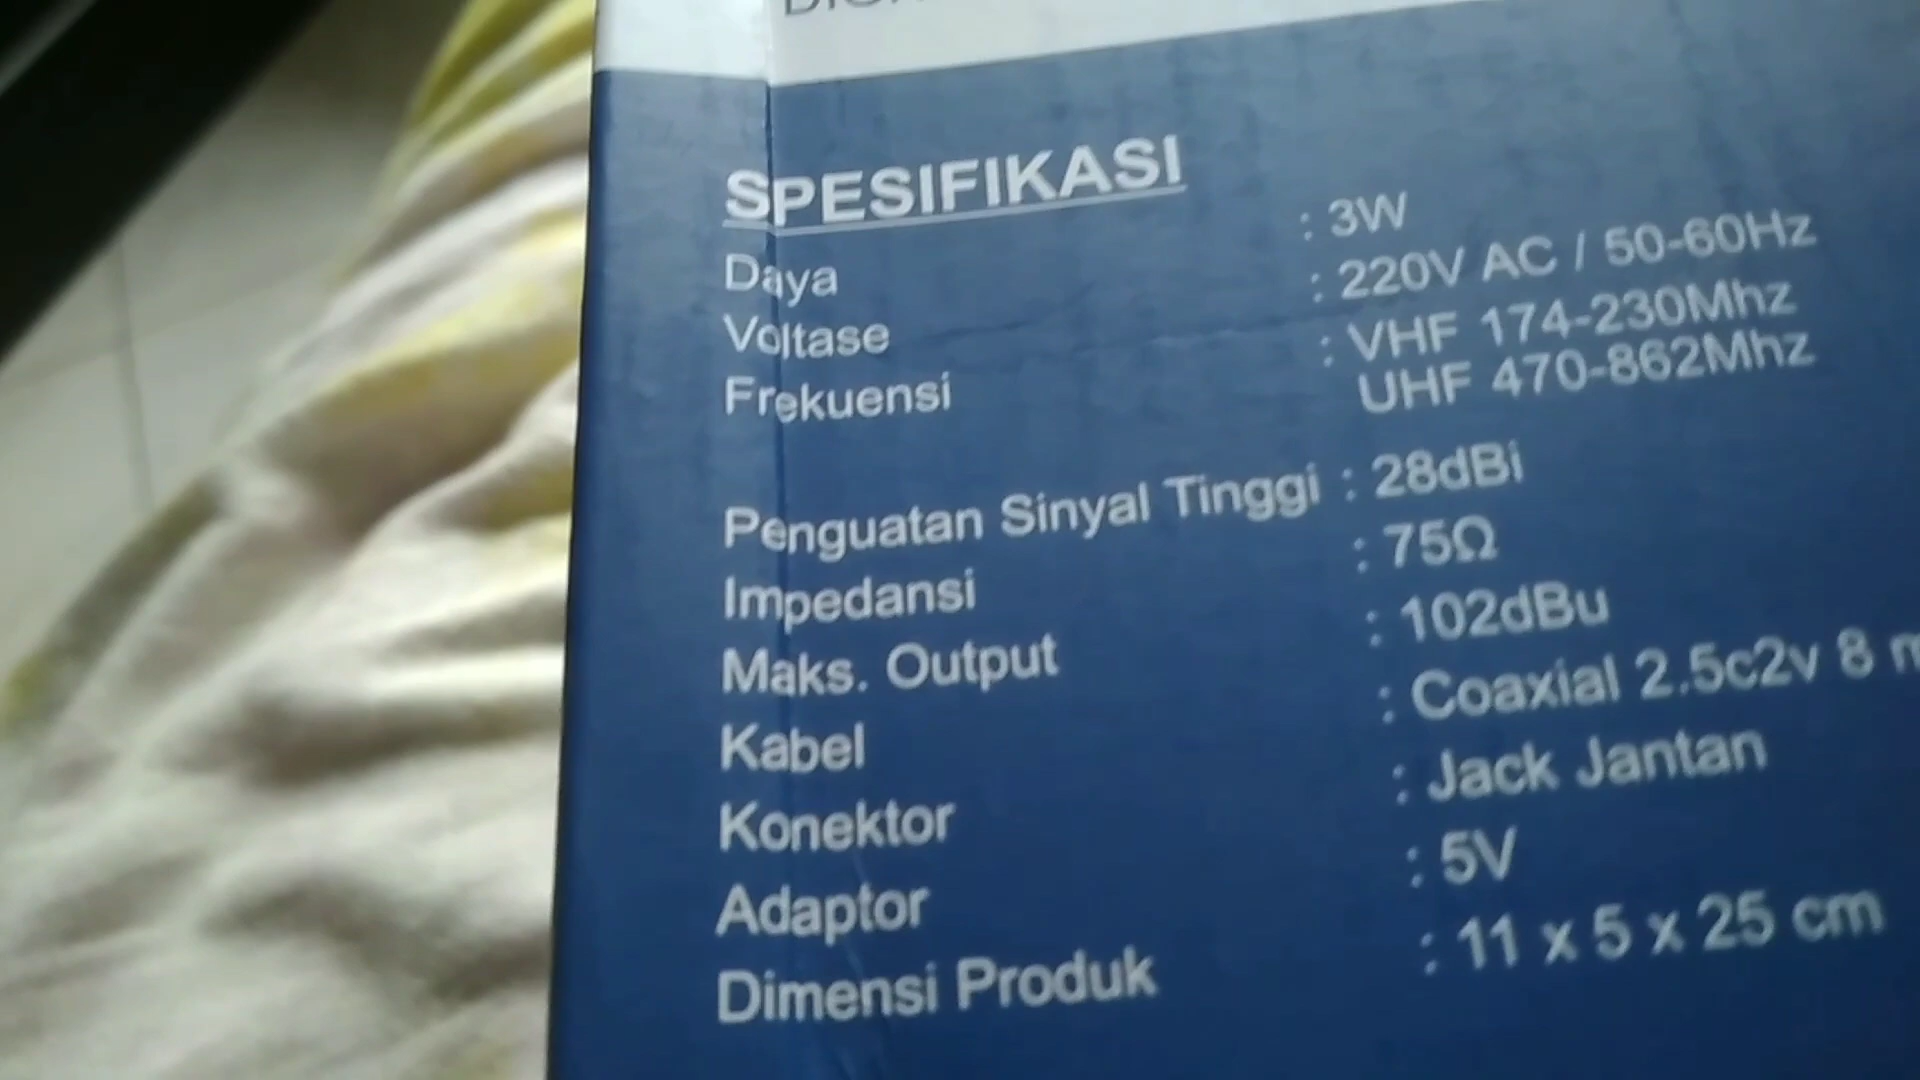 SPESIFIKASI
Daya : 3W
Voltase : 220V AC / 50-60Hz
Frekuensi : VHF 174-230Mhz
UHF 470-862Mhz
Penguatan Sinyal Tinggi : 28dBi
Impedansi : 75Ω
Maks. Output : 102dBu
Kabel : Coaxial 2.5c2v 8
Konektor : Jack Jantan
Adaptor : 5V
Dimensi Produk : 11 x 5 x 25 cm